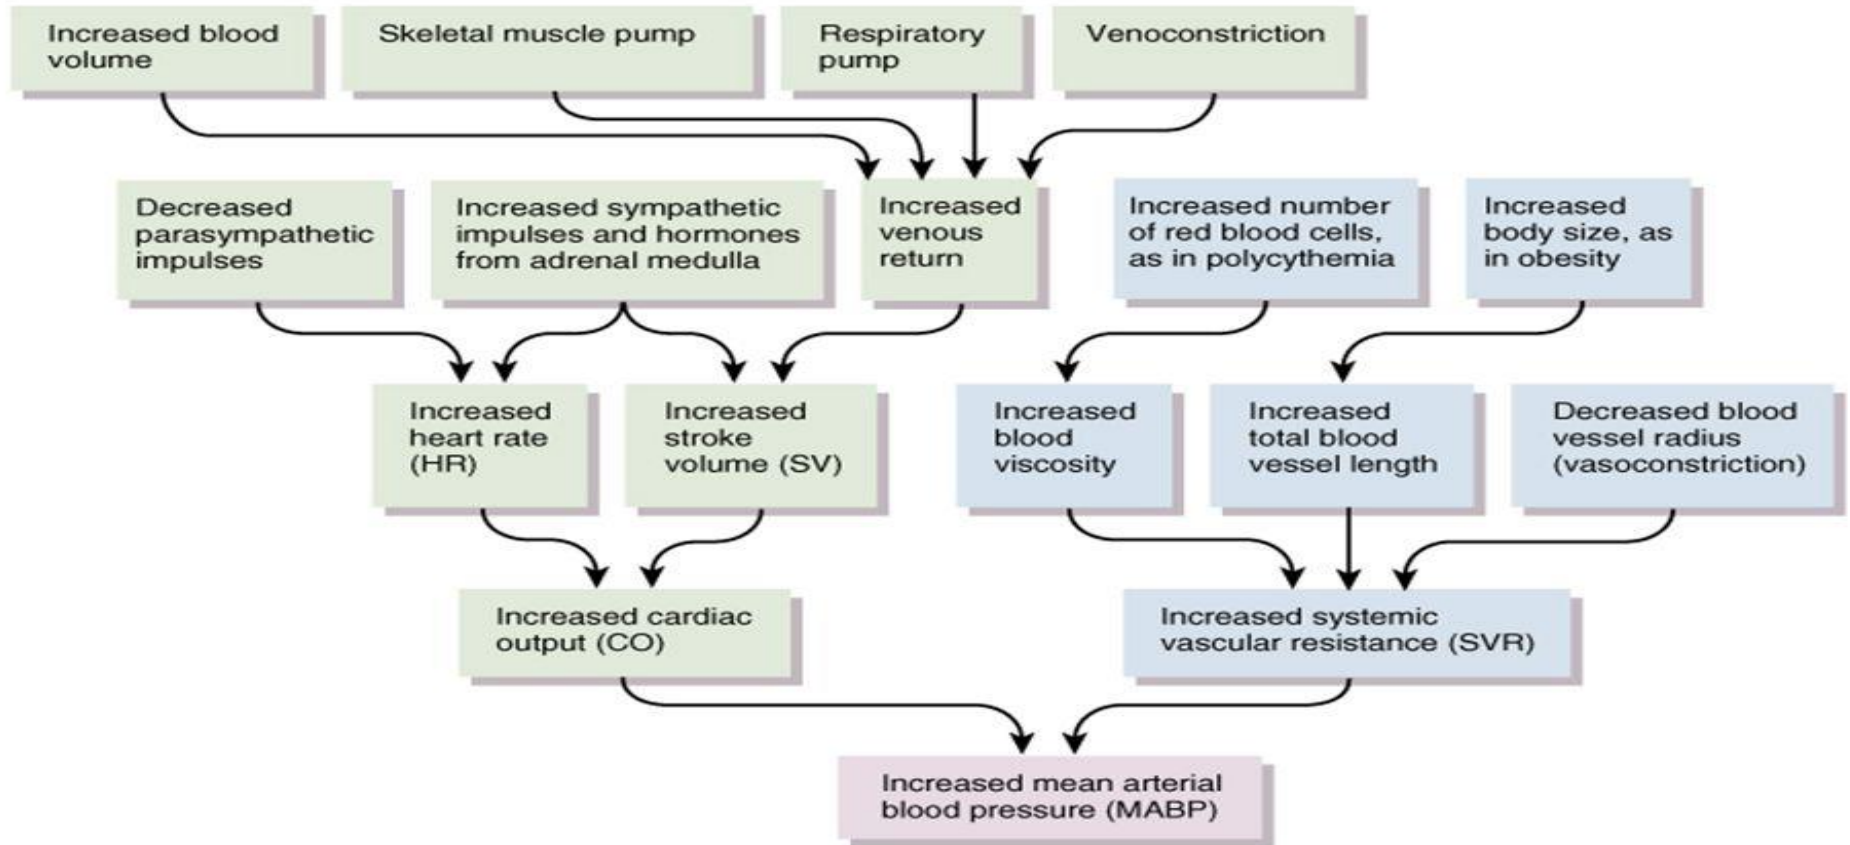 Increased blood
volume
Skeletal muscle pump
Respiratory
pump
Venoconstriction
Decreased
parasympathetic
impulses
Increased sympathetic
impulses and hormones
from adrenal medulla
Increased
venous
return
Increased number
of red blood cells,
as in polycythemia
Increased
body size, as
in obesity
Increased
heart rate
(HR)
Increased
stroke
volume (SV)
Increased
blood
viscosity
Increased
total blood
vessel length
Decreased blood
vessel radius
(vasoconstriction)
Increased cardiac
output (CO)
Increased systemic
vascular resistance (SVR)
Increased mean arterial
blood pressure (MABP)